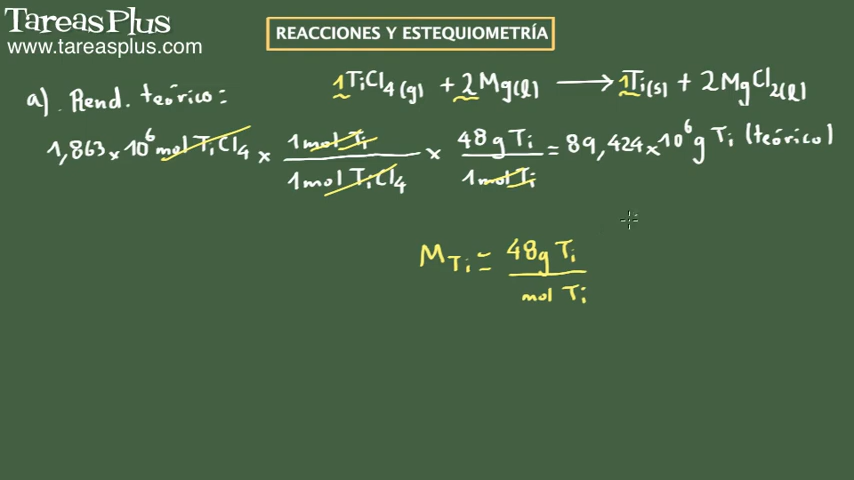 TareasPlus
www.tareasplus.com
REACCIONES Y ESTEQUIOMETRÍA
a) Rend. teórico:
1TiCl4(g) + 2Mg(l) ⟶ 1Ti(s) + 2MgCl2(l)
1,863 x 10^6 mol TiCl4 x (1 mol Ti / 1 mol TiCl4) x (48 g Ti / 1 mol Ti) = 89,424 x 10^6 g Ti (teórico)
M Ti = 48g Ti / mol Ti